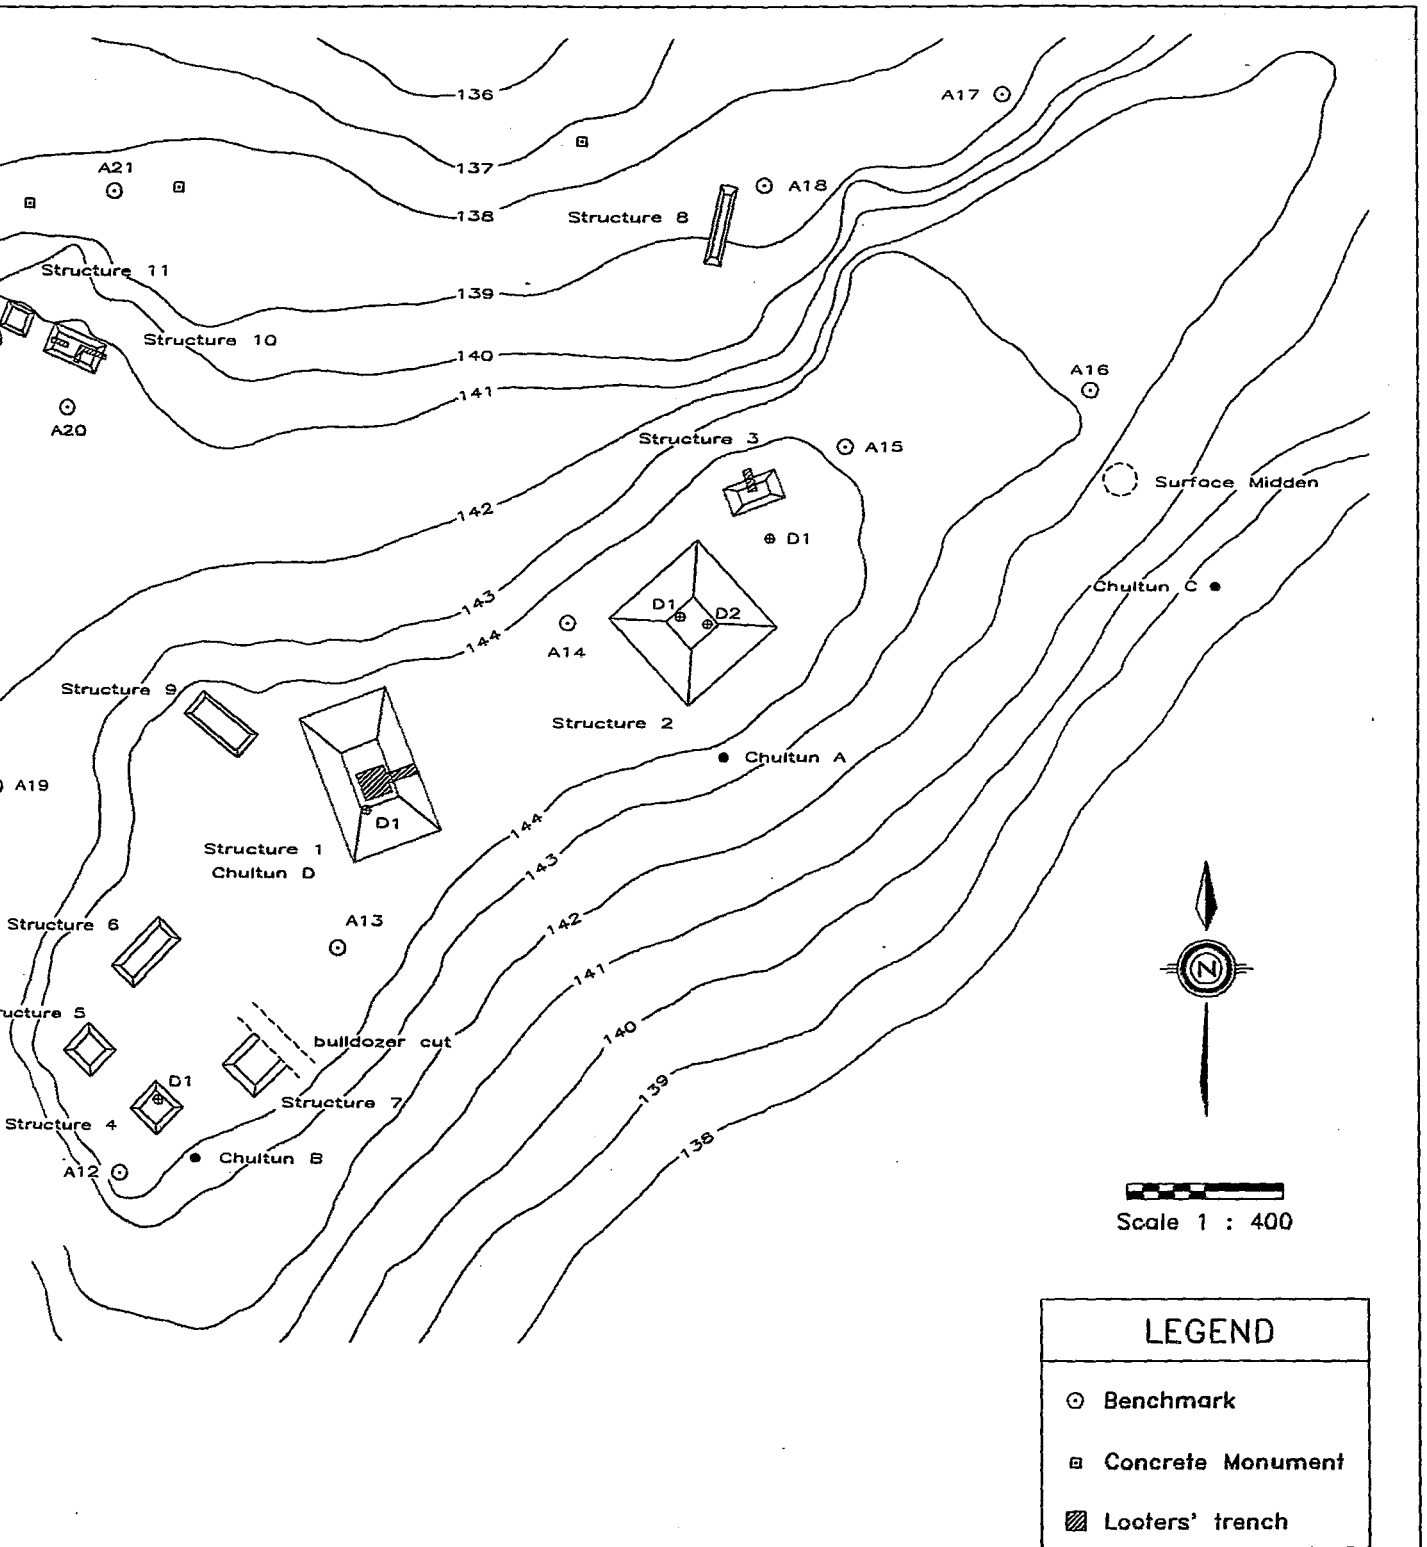 136
A17
137
A21
A18
138
Structure 8
Structure 11
139
Structure 10
140
A16
141
A20
Structure 3
A15
Surface Midden
142
D1
Chultun C
143
D1
D2
144
A14
Structure 9
Structure 2
Chultun A
A19
D1
144
Structure 1
143
Chultun D
A13
142
Structure 6
141
N
ructure 5
140
bulldozer cut
D1
139
Structure 7
Structure 4
138
A12
Chultun B
Scale 1 : 400
LEGEND
Benchmark
Concrete Monument
Looters' trench